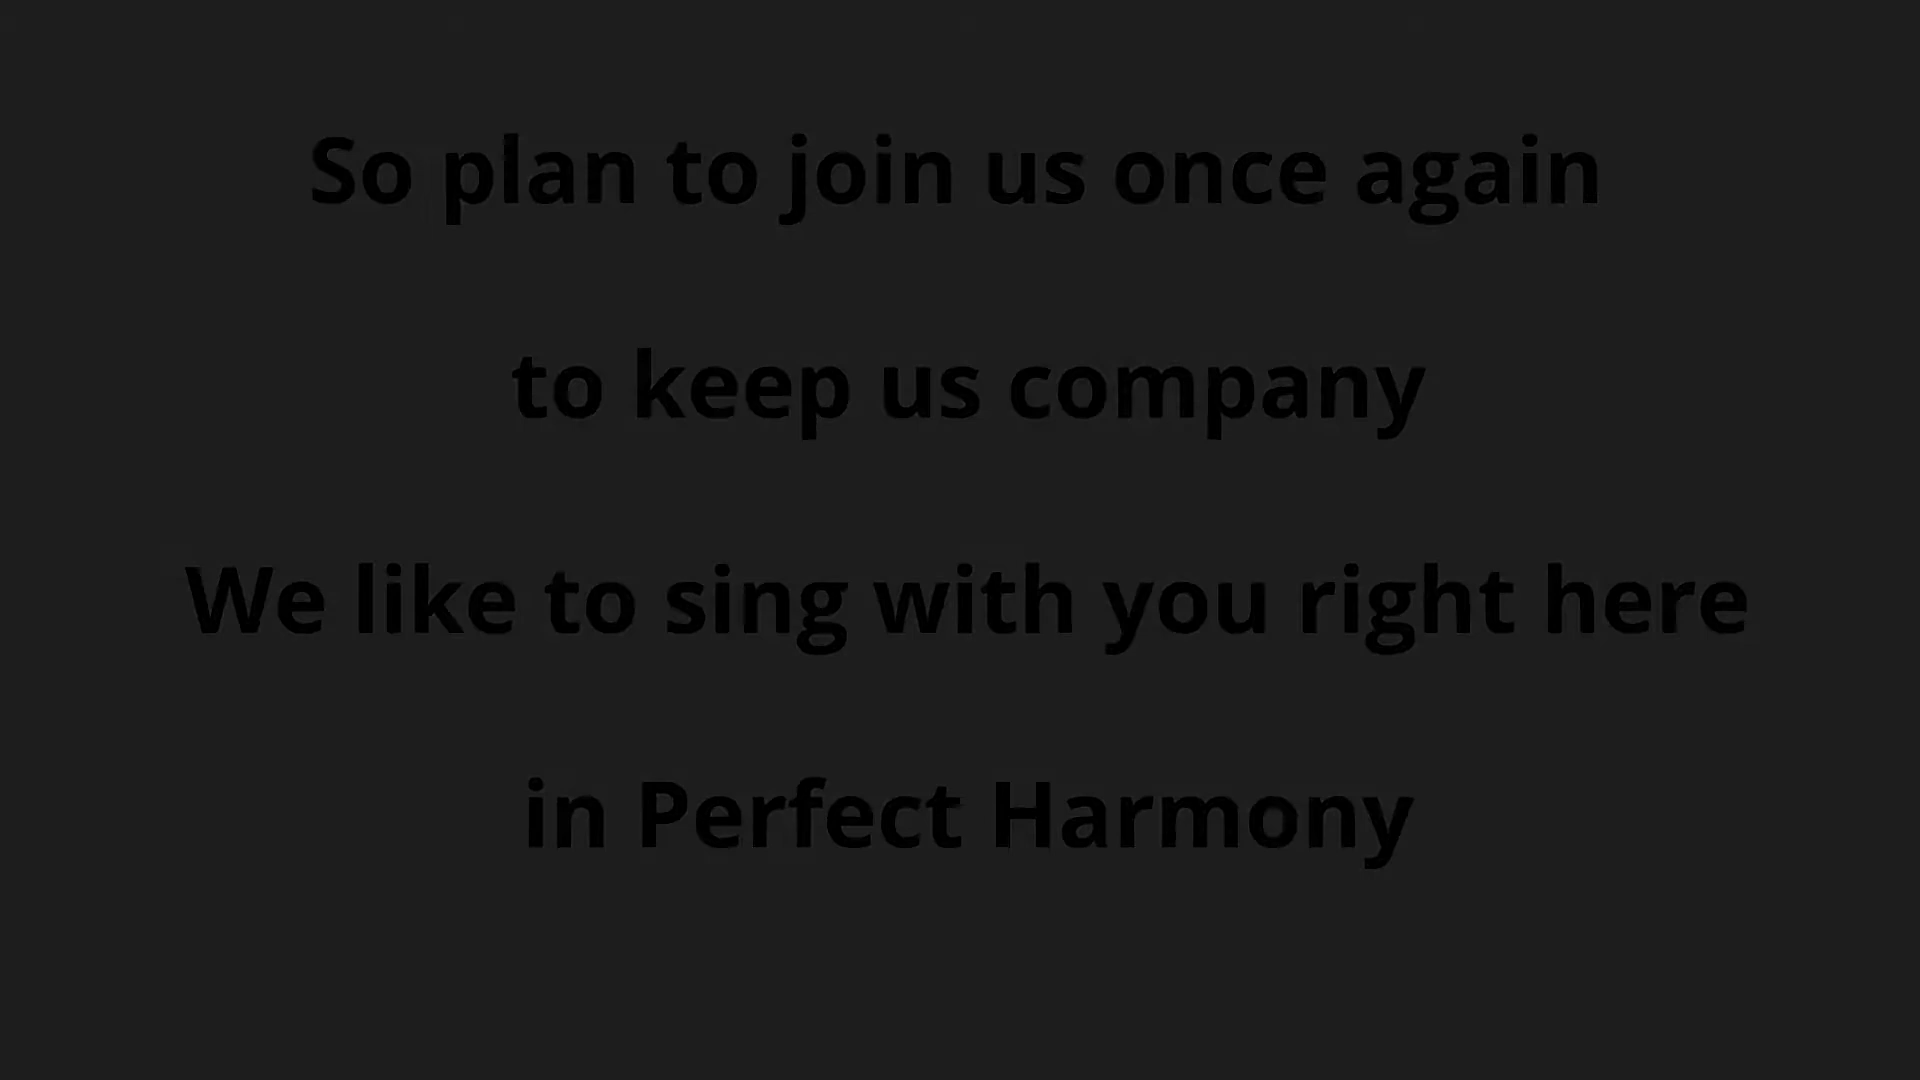 So plan to join us once again
to keep us company
We like to sing with you right here
in Perfect Harmony